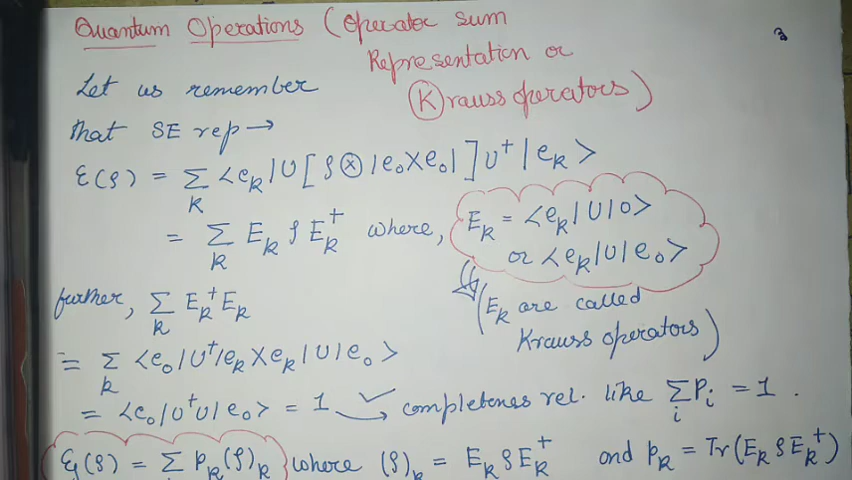 Quantum Operations (Operator sum
3
Representation or
Krauss operators)
Let us remember
that SE rep →
ε(ρ) = Σ_k <e_k|U[ρ⊗|e₀><e₀|]U†|e_k>
= Σ_k E_k ρ E_k† where, E_k = <e_k|U|0>
or <e_k|U|e₀>
further, Σ_k E_k†E_k
(E_k are called
Krauss operators)
= Σ_k <e₀|U†|e_k><e_k|U|e₀>
= <e₀|U†U|e₀> = 1 ✓ → completenes rel. like Σ_i P_i = 1.
ε(ρ) = Σ p_k(ρ)_k where (ρ)_k = E_k ρ E_k† and p_k = Tr(E_k ρ E_k†)